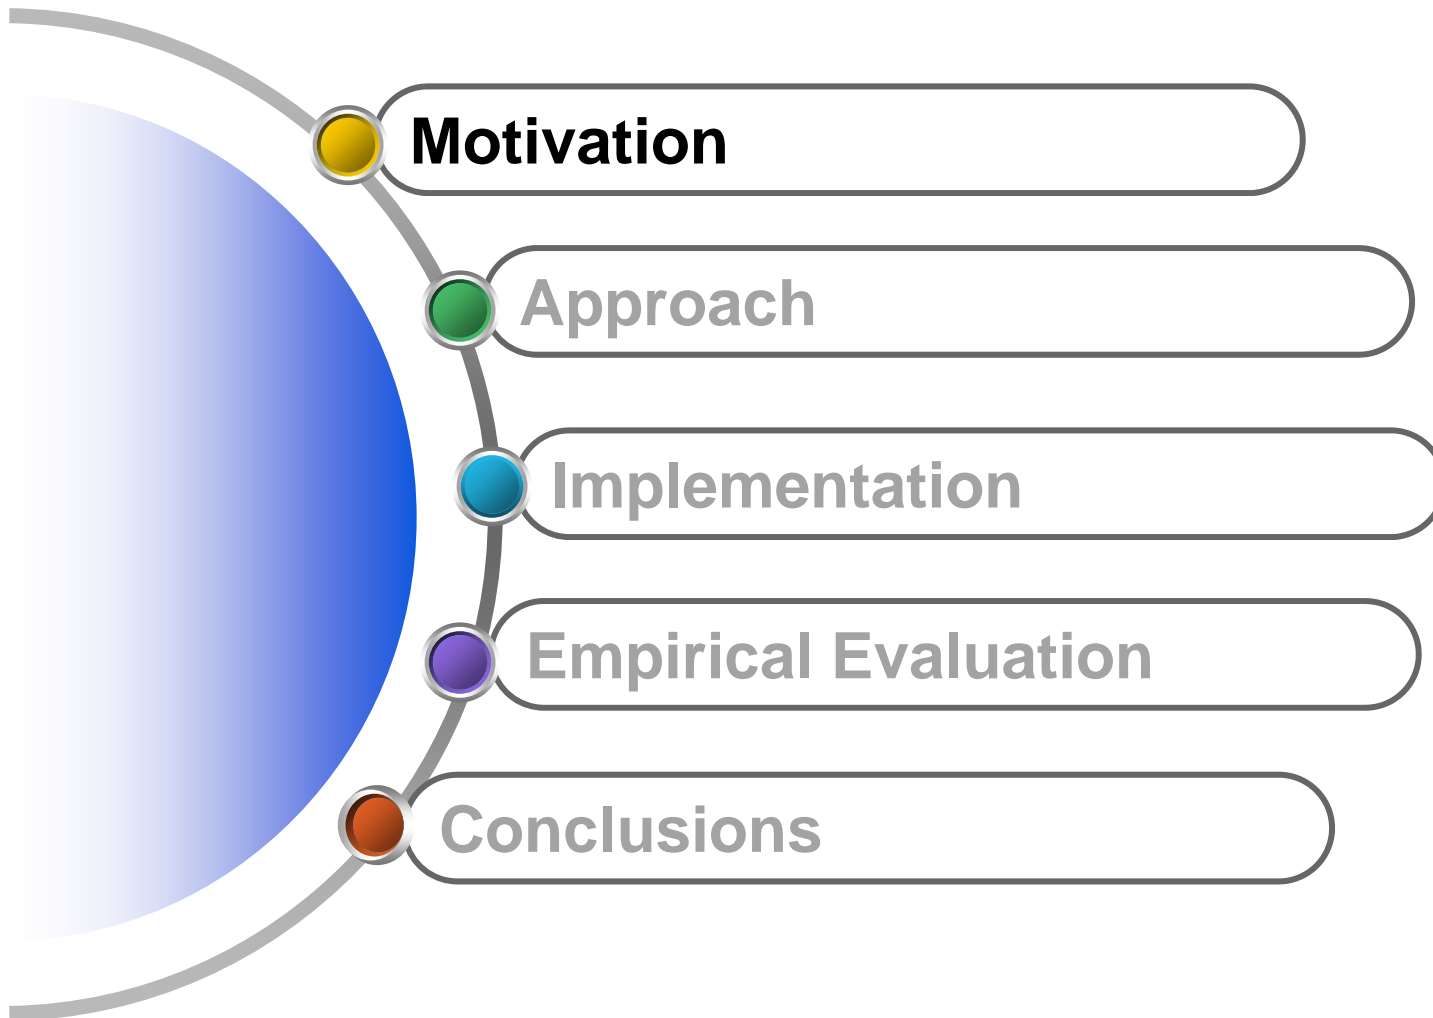 Motivation
Approach
Implementation
Empirical Evaluation
Conclusions